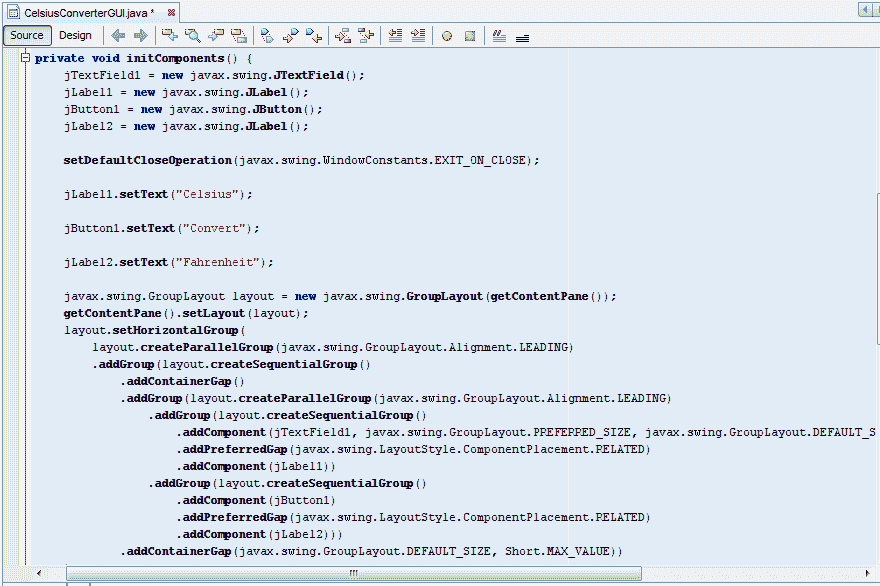 CelsiusConverterGUI.java *
Source Design
private void initComponents() {
jTextField1 = new javax.swing.JTextField();
jLabel1 = new javax.swing.JLabel();
jButton1 = new javax.swing.JButton();
jLabel2 = new javax.swing.JLabel();
setDefaultCloseOperation(javax.swing.WindowConstants.EXIT_ON_CLOSE);
jLabel1.setText("Celsius");
jButton1.setText("Convert");
jLabel2.setText("Fahrenheit");
javax.swing.GroupLayout layout = new javax.swing.GroupLayout(getContentPane());
getContentPane().setLayout(layout);
layout.setHorizontalGroup(
layout.createParallelGroup(javax.swing.GroupLayout.Alignment.LEADING)
.addGroup(layout.createSequentialGroup()
.addContainerGap()
.addGroup(layout.createParallelGroup(javax.swing.GroupLayout.Alignment.LEADING)
.addGroup(layout.createSequentialGroup()
.addComponent(jTextField1, javax.swing.GroupLayout.PREFERRED_SIZE, javax.swing.GroupLayout.DEFAULT_S
.addPreferredGap(javax.swing.LayoutStyle.ComponentPlacement.RELATED)
.addComponent(jLabel1))
.addGroup(layout.createSequentialGroup()
.addComponent(jButton1)
.addPreferredGap(javax.swing.LayoutStyle.ComponentPlacement.RELATED)
.addComponent(jLabel2)))
.addContainerGap(javax.swing.GroupLayout.DEFAULT_SIZE, Short.MAX_VALUE))